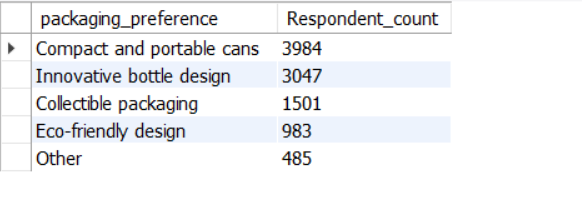 packaging_preference Respondent_count
Compact and portable cans 3984
Innovative bottle design 3047
Collectible packaging 1501
Eco-friendly design 983
Other 485